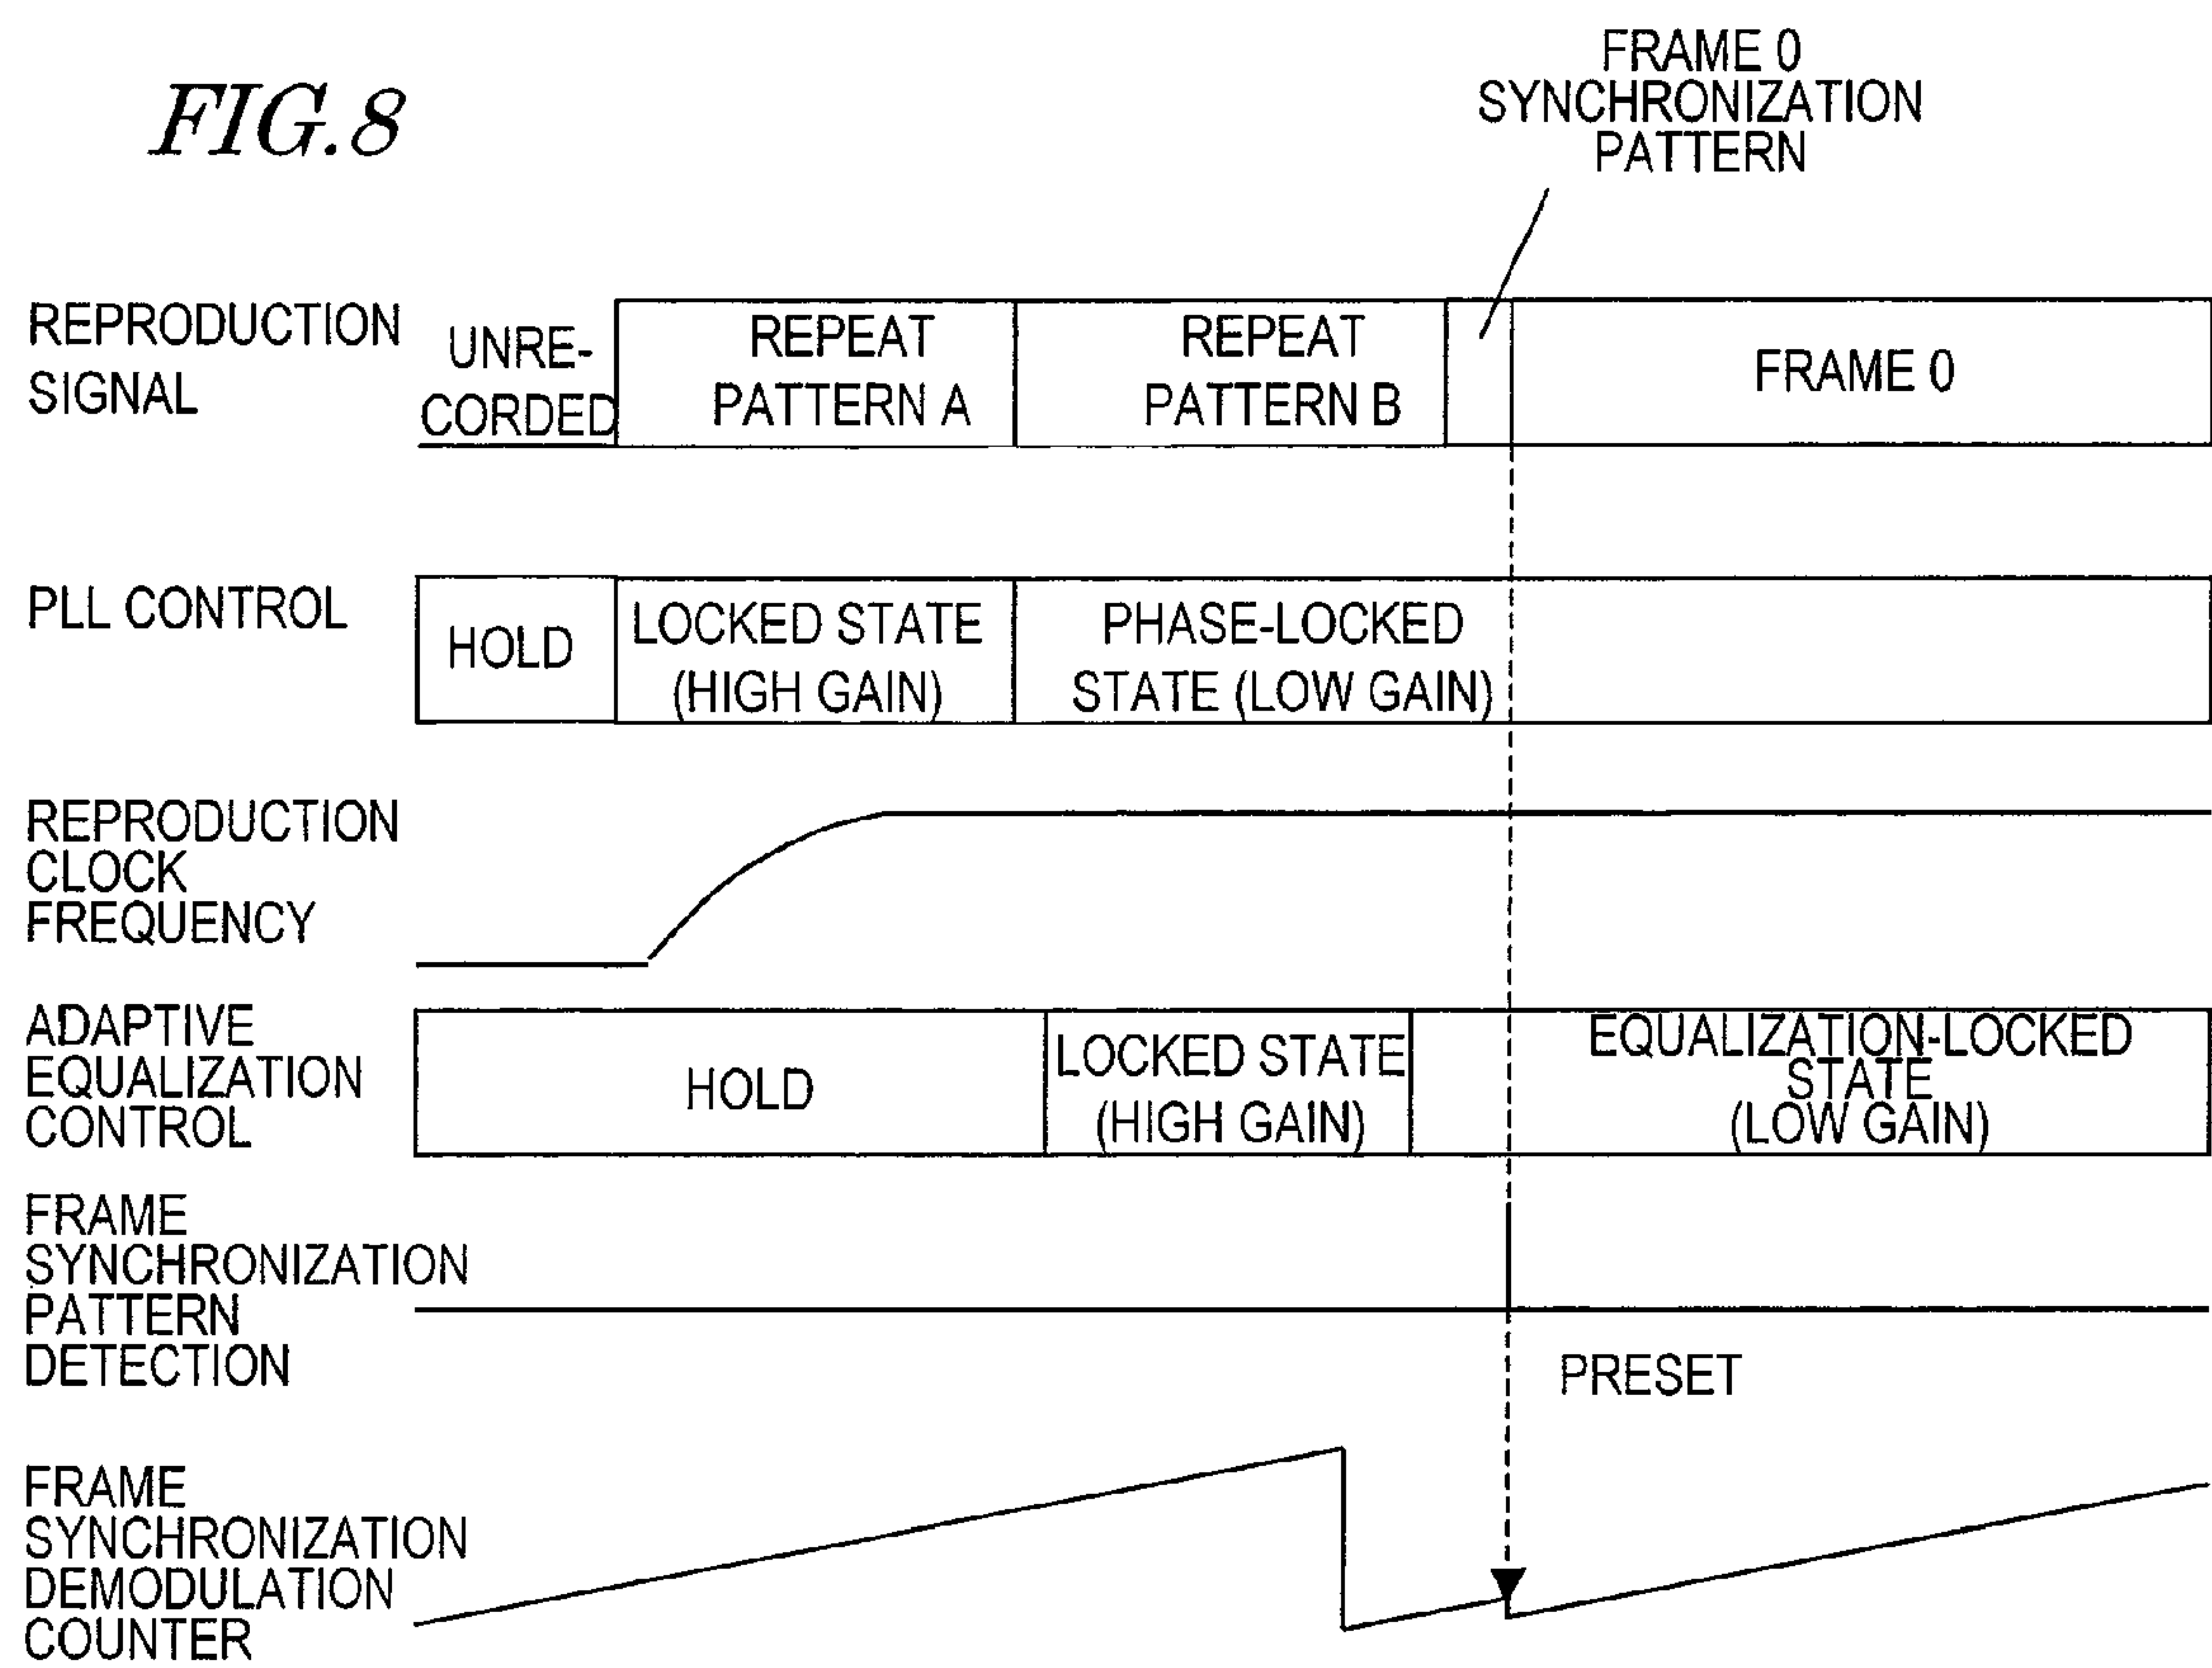 FIG.8
FRAME 0
SYNCHRONIZATION
PATTERN
REPRODUCTION
SIGNAL
UNRE-
CORDED
REPEAT
PATTERN A
REPEAT
PATTERN B
FRAME 0
PLL CONTROL
HOLD
LOCKED STATE
(HIGH GAIN)
PHASE-LOCKED
STATE (LOW GAIN)
REPRODUCTION
CLOCK
FREQUENCY
ADAPTIVE
EQUALIZATION
CONTROL
HOLD
LOCKED STATE
(HIGH GAIN)
EQUALIZATION-LOCKED
STATE
(LOW GAIN)
FRAME
SYNCHRONIZATION
PATTERN
DETECTION
PRESET
FRAME
SYNCHRONIZATION
DEMODULATION
COUNTER